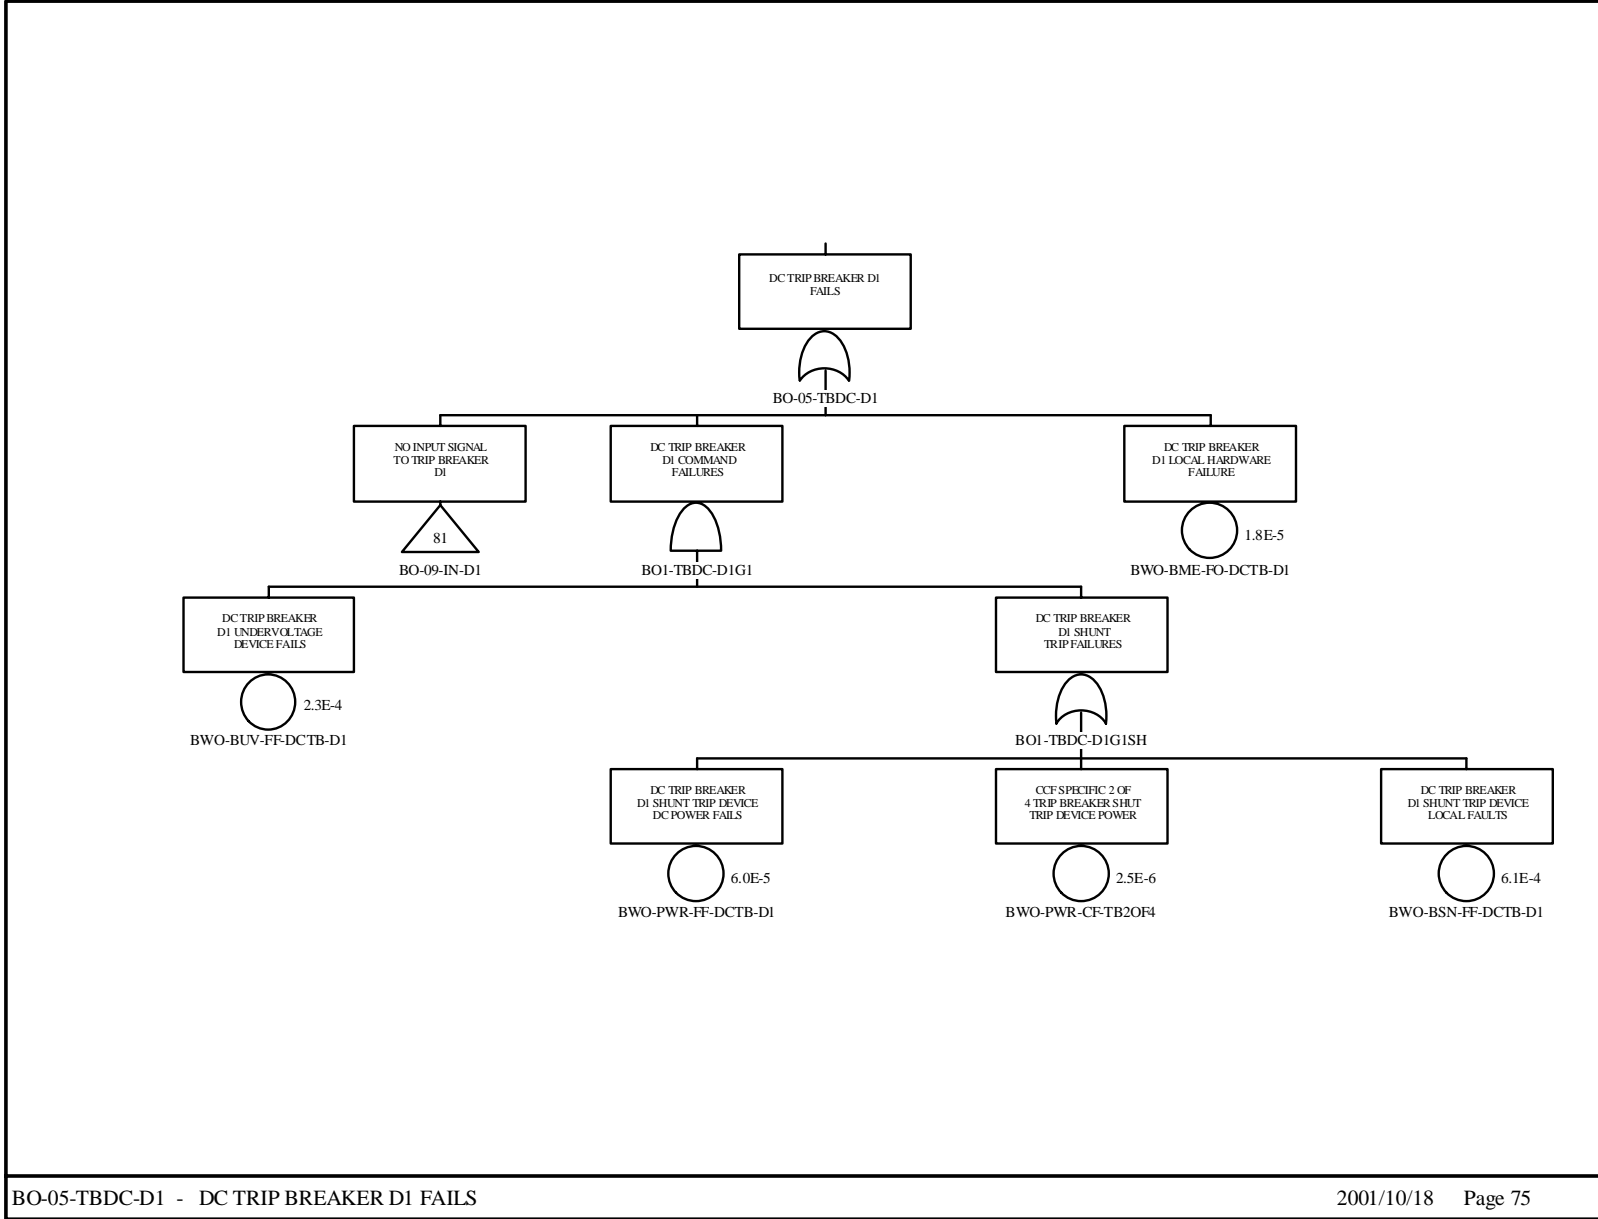 DC TRIP BREAKER D1
FAILS
BO-05-TBDC-D1
NO INPUT SIGNAL
TO TRIP BREAKER
D1
81
BO-09-IN-D1
DC TRIP BREAKER
D1 COMMAND
FAILURES
BO1-TBDC-D1G1
DC TRIP BREAKER
D1 LOCAL HARDWARE
FAILURE
1.8E-5
BWO-BME-FO-DCTB-D1
DC TRIP BREAKER
D1 UNDERVOLTAGE
DEVICE FAILS
2.3E-4
BWO-BUV-FF-DCTB-D1
DC TRIP BREAKER
D1 SHUNT
TRIP FAILURES
BO1-TBDC-D1G1SH
DC TRIP BREAKER
D1 SHUNT TRIP DEVICE
DC POWER FAILS
6.0E-5
BWO-PWR-FF-DCTB-D1
CCF SPECIFIC 2 OF
4 TRIP BREAKER SHUT
TRIP DEVICE POWER
2.5E-6
BWO-PWR-CF-TB2OF4
DC TRIP BREAKER
D1 SHUNT TRIP DEVICE
LOCAL FAULTS
6.1E-4
BWO-BSN-FF-DCTB-D1
BO-05-TBDC-D1 - DC TRIP BREAKER D1 FAILS
2001/10/18 Page 75